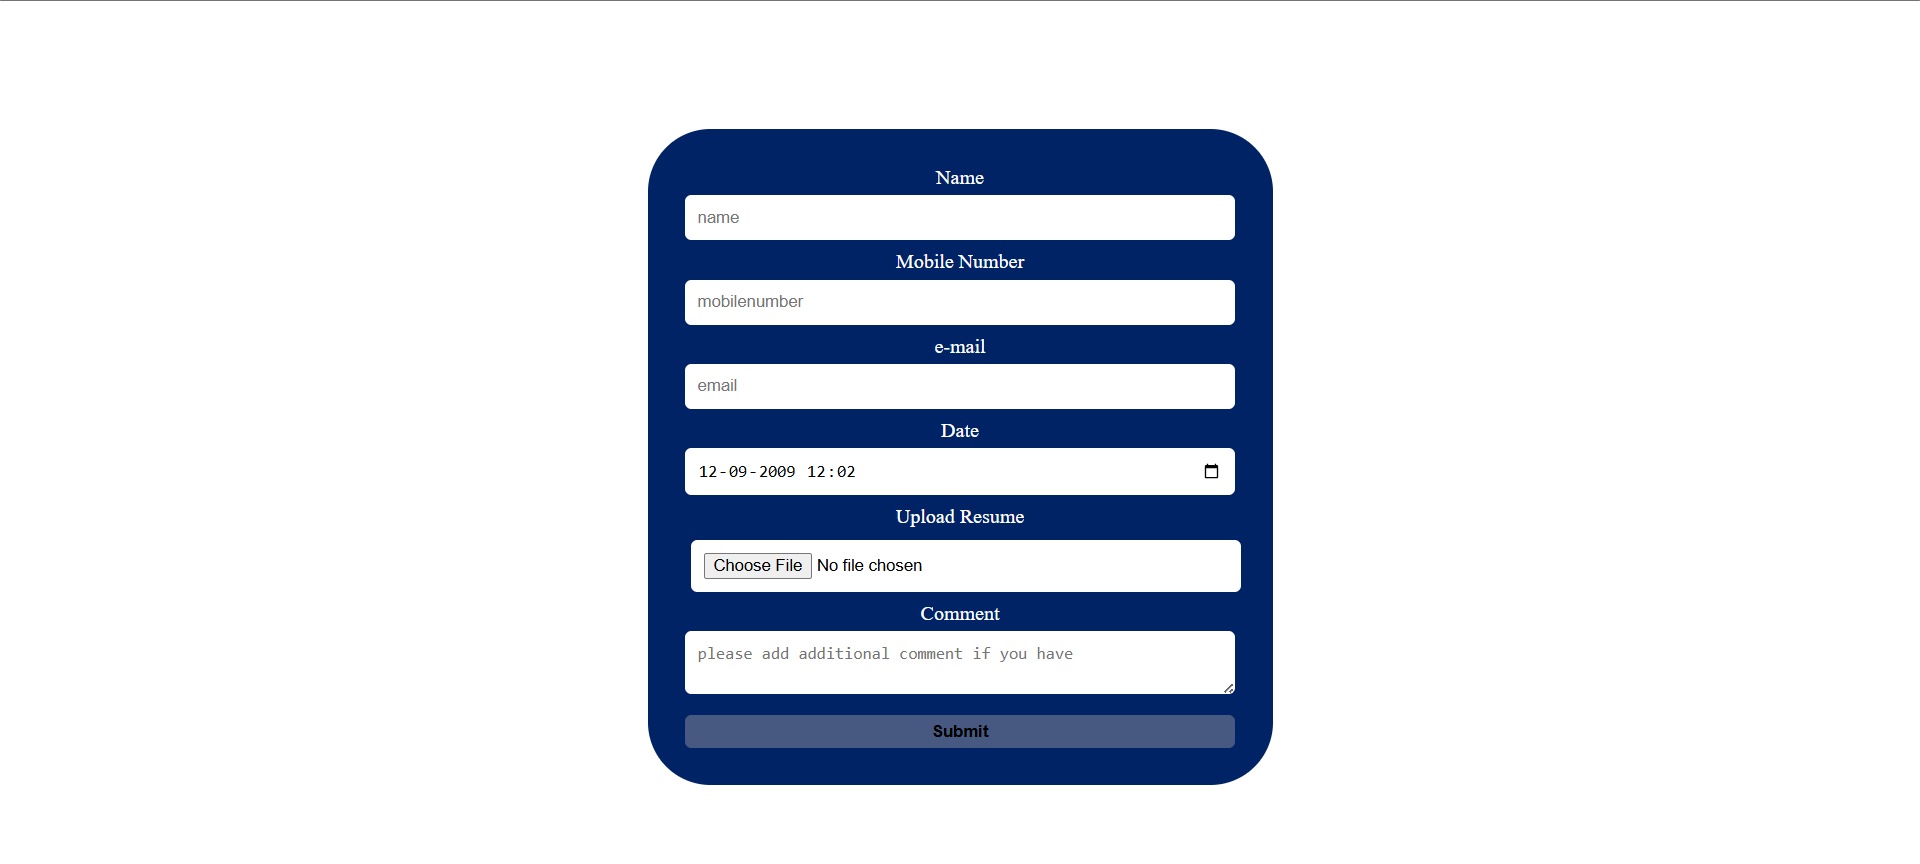 Name
name
Mobile Number
mobilenumber
e-mail
email
Date
12-09-2009 12:02
Upload Resume
Choose File No file chosen
Comment
please add additional comment if you have
Submit